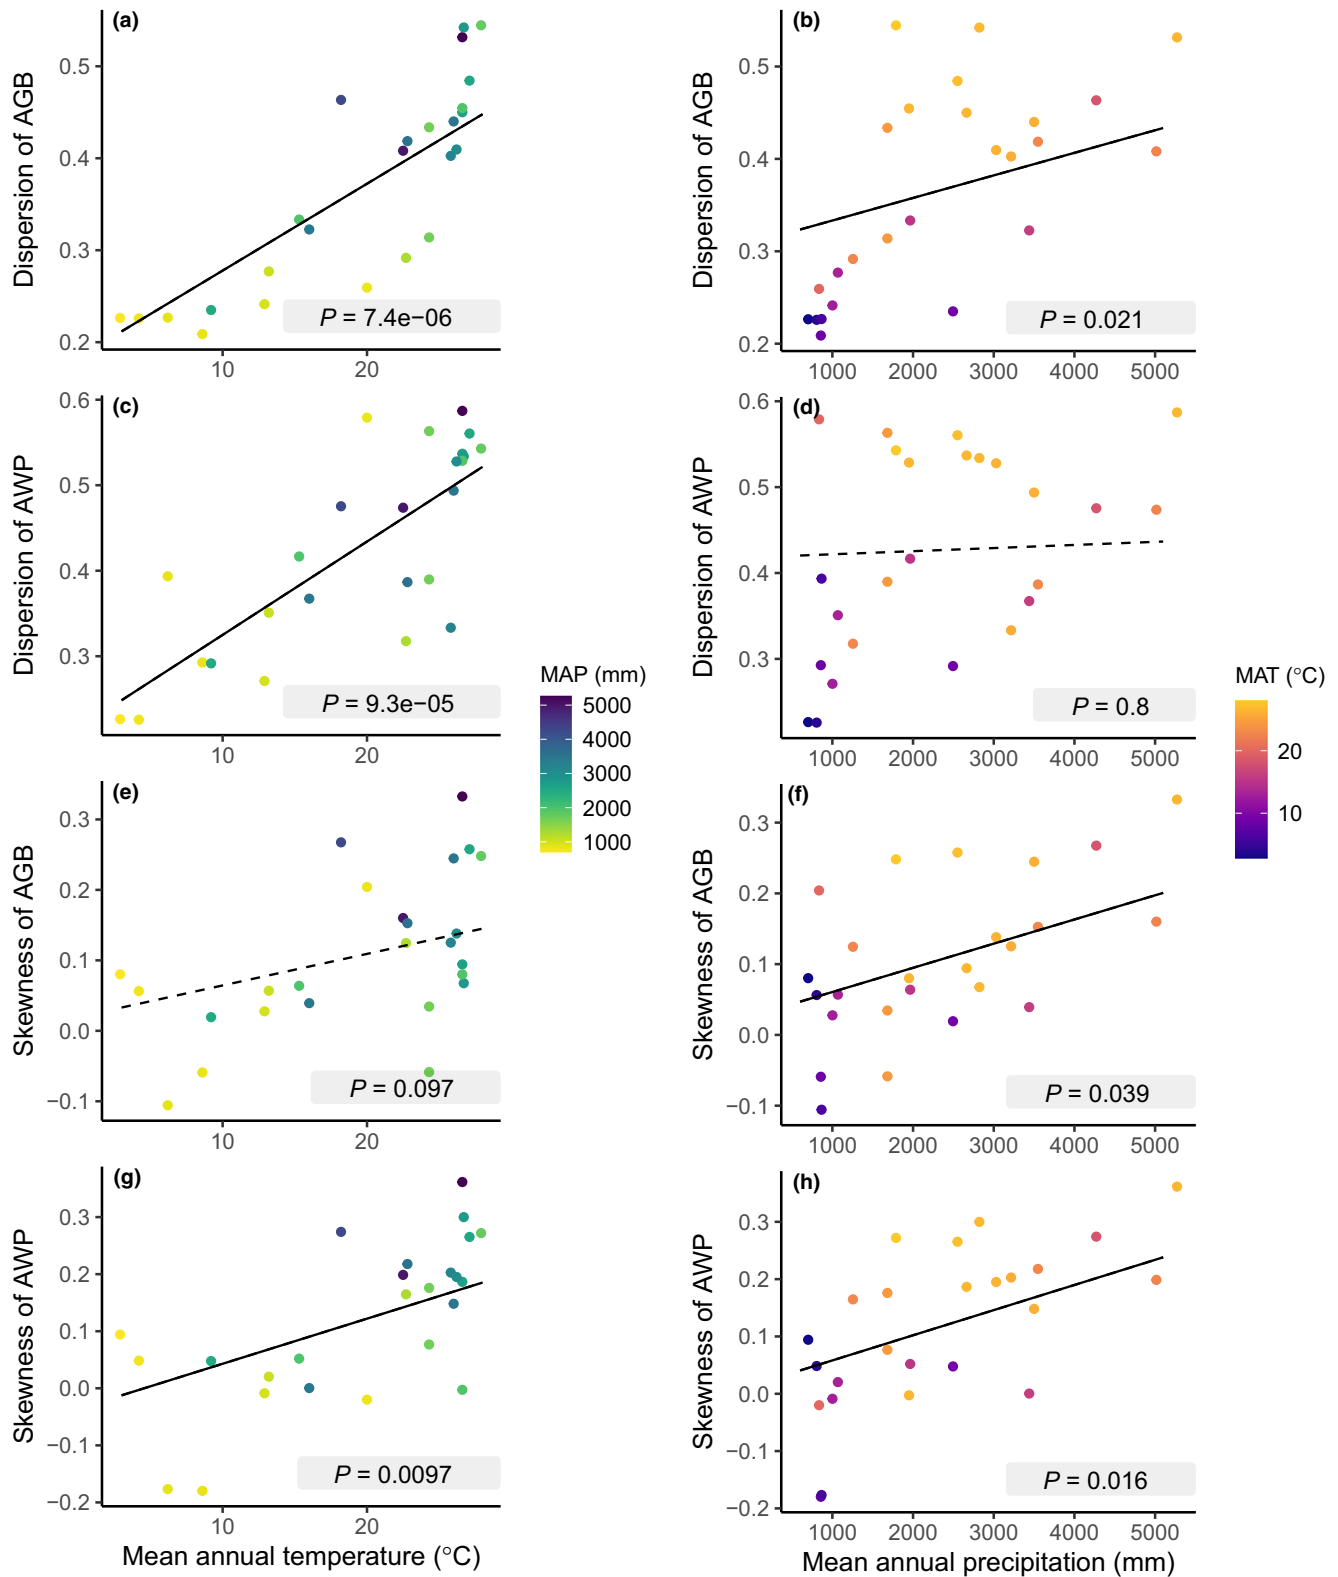 (a)
Dispersion of AGB
0.5
0.4
0.3
0.2
P = 7.4e−06
10
20
(b)
Dispersion of AGB
0.5
0.4
0.3
0.2
P = 0.021
1000
2000
3000
4000
5000
(c)
Dispersion of AWP
0.6
0.5
0.4
0.3
P = 9.3e−05
10
20
MAP (mm)
5000
4000
3000
2000
1000
(d)
Dispersion of AWP
0.6
0.5
0.4
0.3
P = 0.8
1000
2000
3000
4000
5000
MAT (°C)
20
10
(e)
Skewness of AGB
0.3
0.2
0.1
0.0
−0.1
P = 0.097
10
20
(f)
Skewness of AGB
0.3
0.2
0.1
0.0
−0.1
P = 0.039
1000
2000
3000
4000
5000
(g)
Skewness of AWP
0.3
0.2
0.1
0.0
−0.1
−0.2
P = 0.0097
10
20
Mean annual temperature (°C)
(h)
Skewness of AWP
0.3
0.2
0.1
0.0
−0.1
−0.2
P = 0.016
1000
2000
3000
4000
5000
Mean annual precipitation (mm)